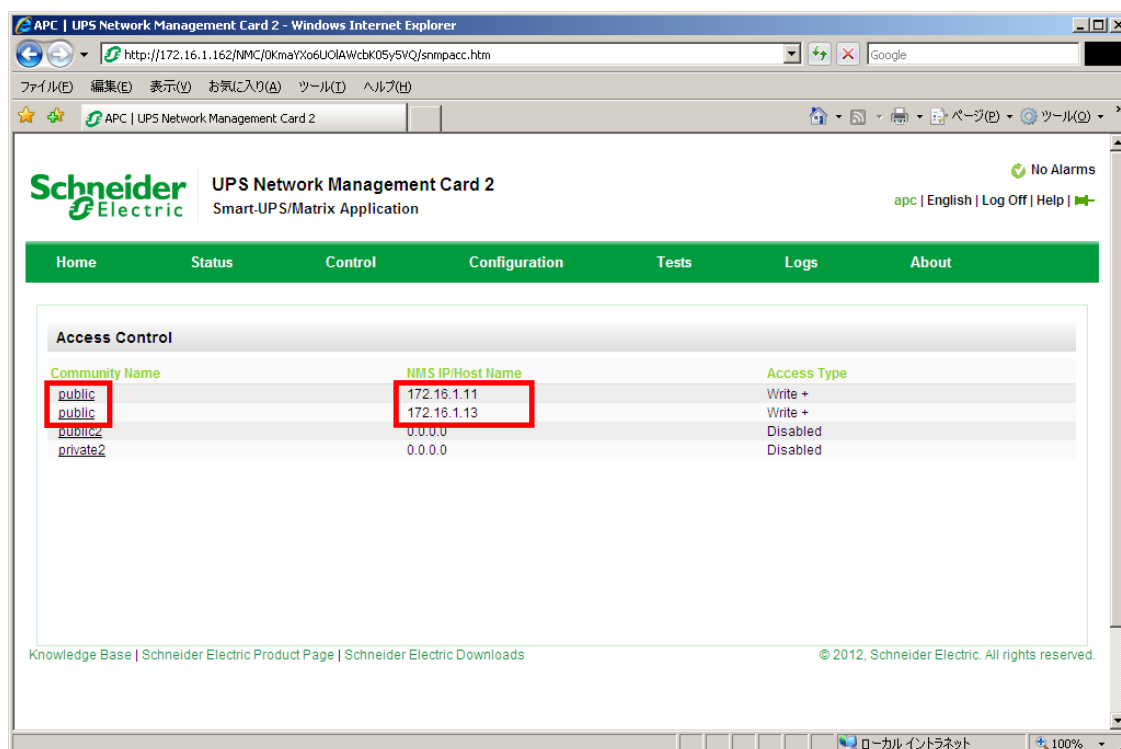 APC | UPS Network Management Card 2 - Windows Internet Explorer
http://172.16.1.162/NMC/0KmaYXo6UOlAWcbK05y5VQ/snmpacc.htm
Google
ファイル(F) 編集(E) 表示(V) お気に入り(A) ツール(T) ヘルプ(H)
APC | UPS Network Management Card 2
ページ(P) ツール(O)
No Alarms
Schneider Electric
UPS Network Management Card 2
Smart-UPS/Matrix Application
apc | English | Log Off | Help |
Home Status Control Configuration Tests Logs About
Access Control
Community Name NMS IP/Host Name Access Type
public 172.16.1.11 Write +
public 172.16.1.13 Write +
public2 0.0.0.0 Disabled
private2 0.0.0.0 Disabled
Knowledge Base | Schneider Electric Product Page | Schneider Electric Downloads © 2012, Schneider Electric. All rights reserved.
ローカル イントラネット 100%